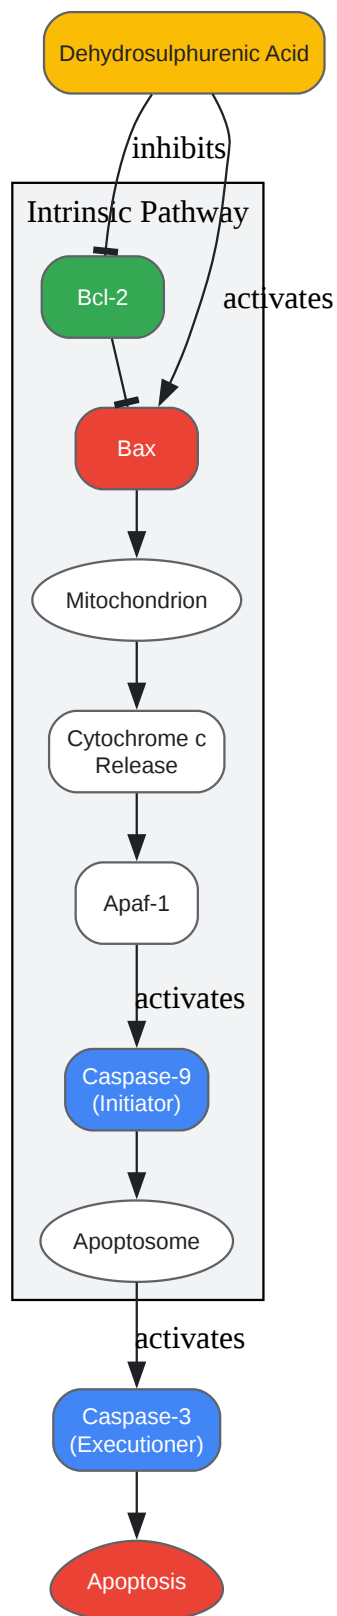 Dehydrosulphurenic Acid
inhibits
Intrinsic Pathway
Bcl-2
activates
Bax
Mitochondrion
Cytochrome c
Release
Apaf-1
activates
Caspase-9
(Initiator)
Apoptosome
activates
Caspase-3
(Executioner)
Apoptosis